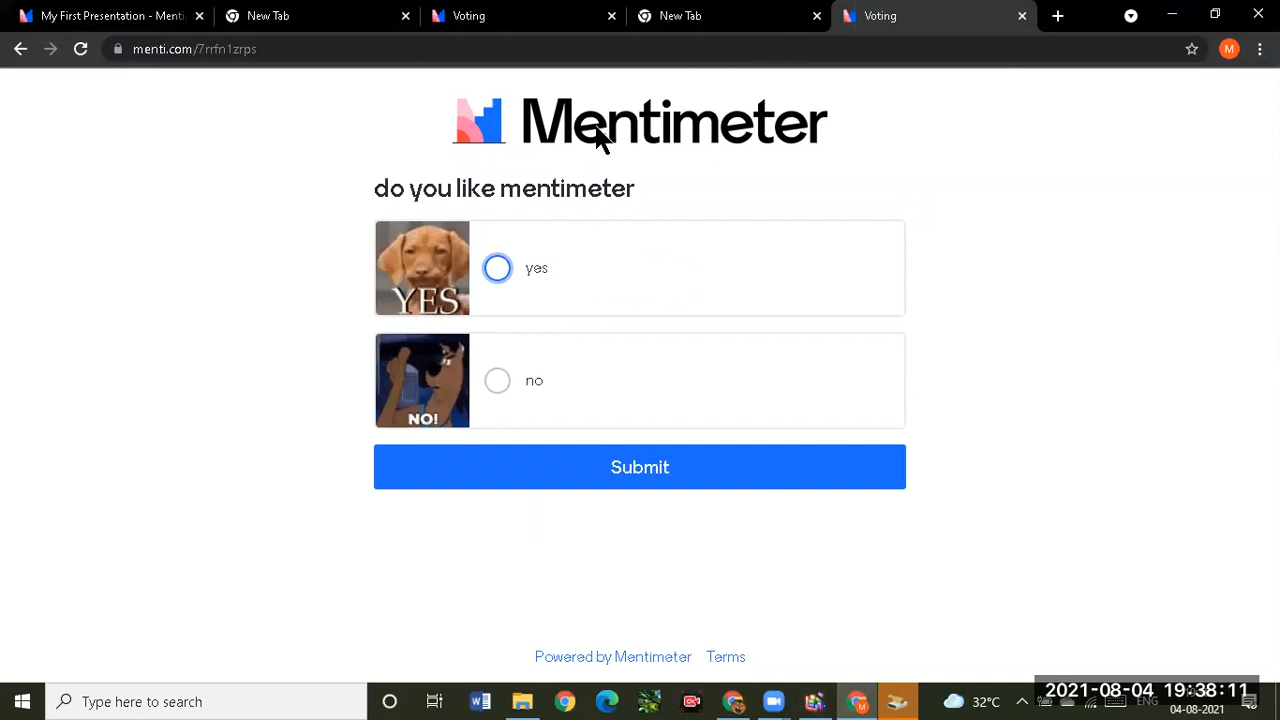 My First Presentation - Menti
New Tab
Voting
New Tab
Voting
menti.com/7rrfn1zrps
M
Mentimeter
do you like mentimeter
YES
yes
NO!
no
Submit
Powered by Mentimeter
Terms
Type here to search
32°C
ENG
2021-08-04 19:38:11
04-08-2021